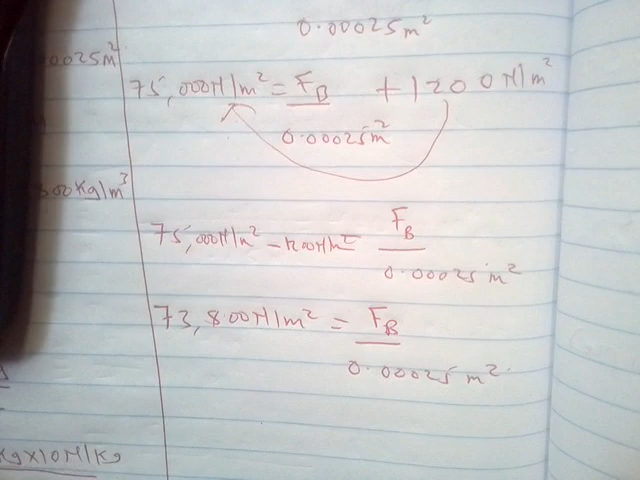 0.00025m²
0025m²
75,000N/m² = F_B + 1200N/m²
0.00025m²
800Kg/m³
75,000N/m² - 1200N/m² = F_B
0.00025m²
73,800N/m² = F_B
0.00025m²
Kg x 10N/Kg